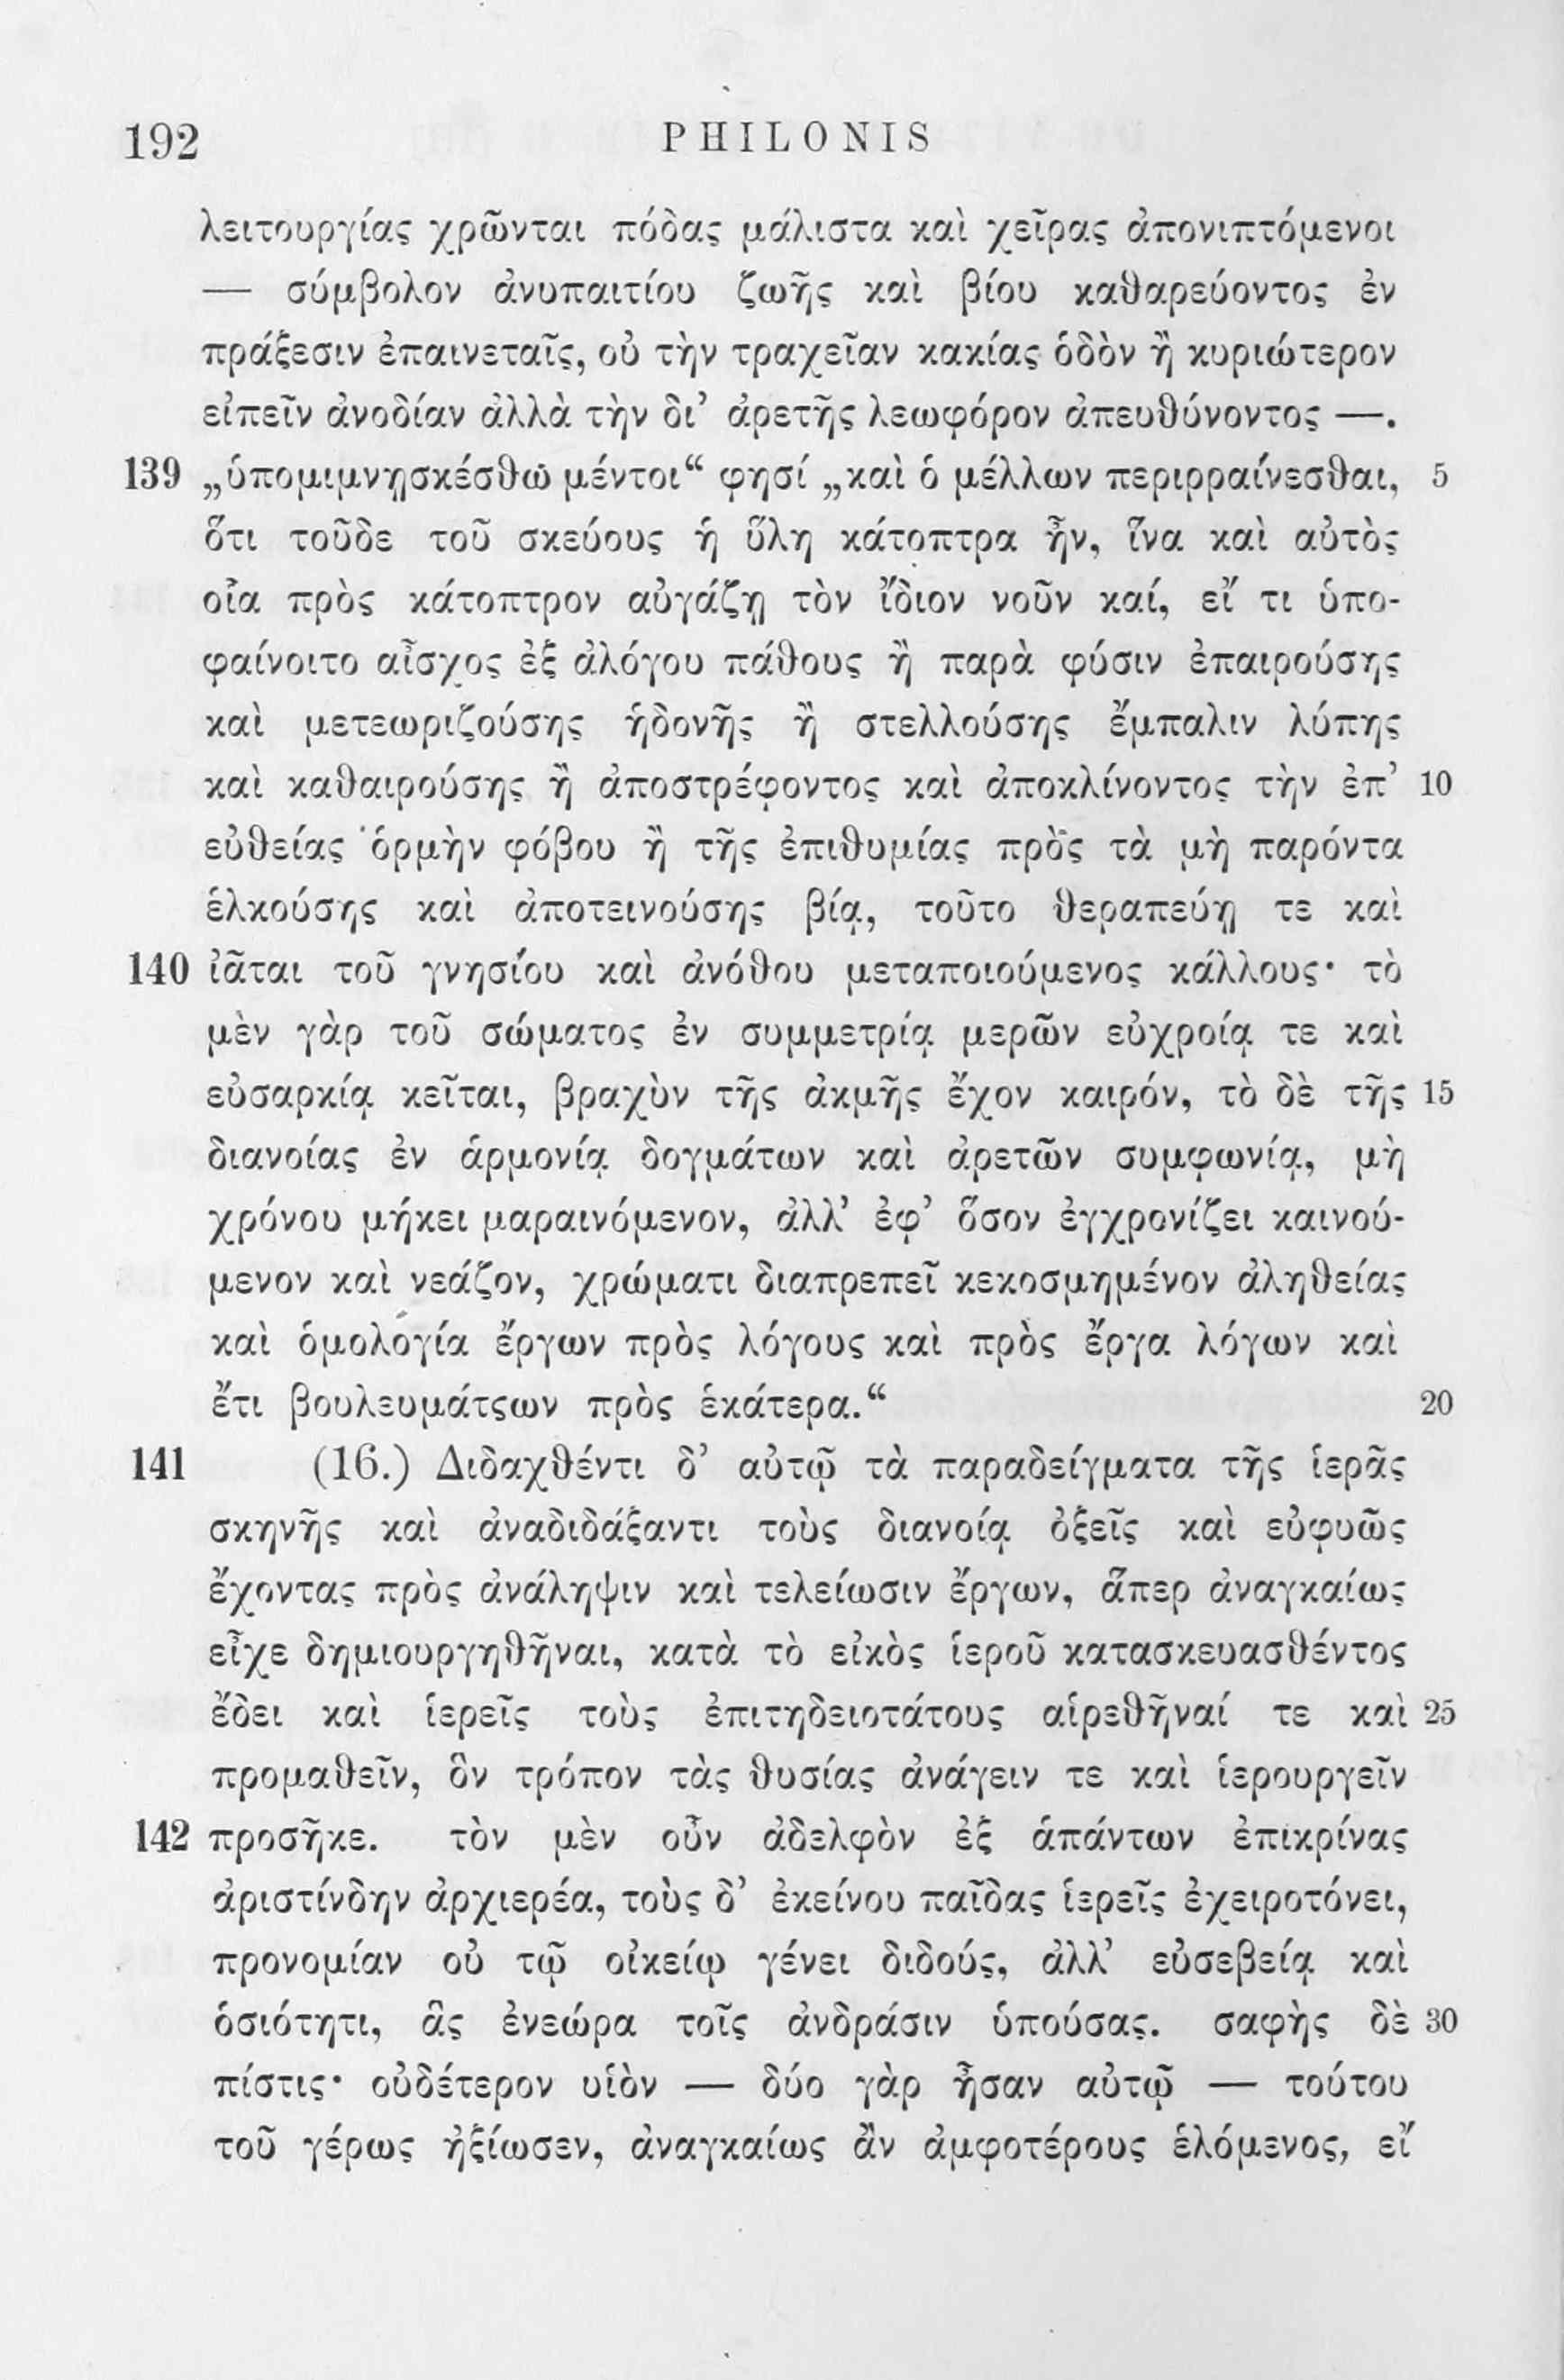 192 PHILONIS
λειτουργίας χρῶνται πόδας μάλιστα καὶ χεῖρας ἀπονιπτόμενοι
— σύμβολον ἀνυπαιτίου ζωῆς καὶ βίου καθαρεύοντος ἐν
πράξεσιν ἐπαινεταῖς, οὐ τὴν τραχεῖαν κακίας ὁδὸν ἢ κυριώτερον
εἰπεῖν ἀνοδίαν ἀλλὰ τὴν δι’ ἀρετῆς λεωφόρον ἀπευθύνοντος —.
139 „ὑπομιμνῃσκέσθω μέντοι“ φησί „καὶ ὁ μέλλων περιρραίνεσθαι, 5
ὅτι τοῦδε τοῦ σκεύους ἡ ὕλη κάτοπτρα ἦν, ἵνα καὶ αὐτὸς
οἷα πρὸς κάτοπτρον αὐγάζῃ τὸν ἴδιον νοῦν καί, εἴ τι ὑπο-
φαίνοιτο αἶσχος ἐξ ἀλόγου πάθους ἢ παρὰ φύσιν ἐπαιρούσης
καὶ μετεωριζούσης ἡδονῆς ἢ στελλούσης ἔμπαλιν λύπης
καὶ καθαιρούσης ἢ ἀποστρέφοντος καὶ ἀποκλίνοντος τὴν ἐπ’ 10
εὐθείας ὁρμὴν φόβου ἢ τῆς ἐπιθυμίας πρὸς τὰ μὴ παρόντα
ἑλκούσης καὶ ἀποτεινούσης βίᾳ, τοῦτο θεραπεύῃ τε καὶ
140 ἰᾶται τοῦ γνησίου καὶ ἀνόθου μεταποιούμενος κάλλους· τὸ
μὲν γὰρ τοῦ σώματος ἐν συμμετρίᾳ μερῶν εὐχροίᾳ τε καὶ
εὐσαρκίᾳ κεῖται, βραχὺν τῆς ἀκμῆς ἔχον καιρόν, τὸ δὲ τῆς 15
διανοίας ἐν ἁρμονίᾳ δογμάτων καὶ ἀρετῶν συμφωνίᾳ, μὴ
χρόνου μήκει μαραινόμενον, ἀλλ’ ἐφ’ ὅσον ἐγχρονίζει καινού-
μενον καὶ νεάζον, χρώματι διαπρεπεῖ κεκοσμημένον ἀληθείας
καὶ ὁμολογίᾳ ἔργων πρὸς λόγους καὶ πρὸς ἔργα λόγων καὶ
ἔτι βουλευμάτςων πρὸς ἑκάτερα.“ 20
141 (16.) Διδαχθέντι δ’ αὐτῷ τὰ παραδείγματα τῆς ἱερᾶς
σκηνῆς καὶ ἀναδιδάξαντι τοὺς διανοίᾳ ὀξεῖς καὶ εὐφυῶς
ἔχοντας πρὸς ἀνάληψιν καὶ τελείωσιν ἔργων, ἅπερ ἀναγκαίως
εἶχε δημιουργηθῆναι, κατὰ τὸ εἰκὸς ἱεροῦ κατασκευασθέντος
ἔδει καὶ ἱερεῖς τοὺς ἐπιτηδειοτάτους αἱρεθῆναί τε καὶ 25
προμαθεῖν, ὃν τρόπον τὰς θυσίας ἀνάγειν τε καὶ ἱερουργεῖν
142 προσῆκε. τὸν μὲν οὖν ἀδελφὸν ἐξ ἁπάντων ἐπικρίνας
ἀριστίνδην ἀρχιερέα, τοὺς δ’ ἐκείνου παῖδας ἱερεῖς ἐχειροτόνει,
προνομίαν οὐ τῷ οἰκείῳ γένει διδούς, ἀλλ’ εὐσεβείᾳ καὶ
ὁσιότητι, ἃς ἐνεώρα τοῖς ἀνδράσιν ὑπούσας. σαφὴς δὲ 30
πίστις· οὐδέτερον υἱὸν — δύο γὰρ ἦσαν αὐτῷ — τούτου
τοῦ γέρως ἠξίωσεν, ἀναγκαίως ἂν ἀμφοτέρους ἑλόμενος, εἴ